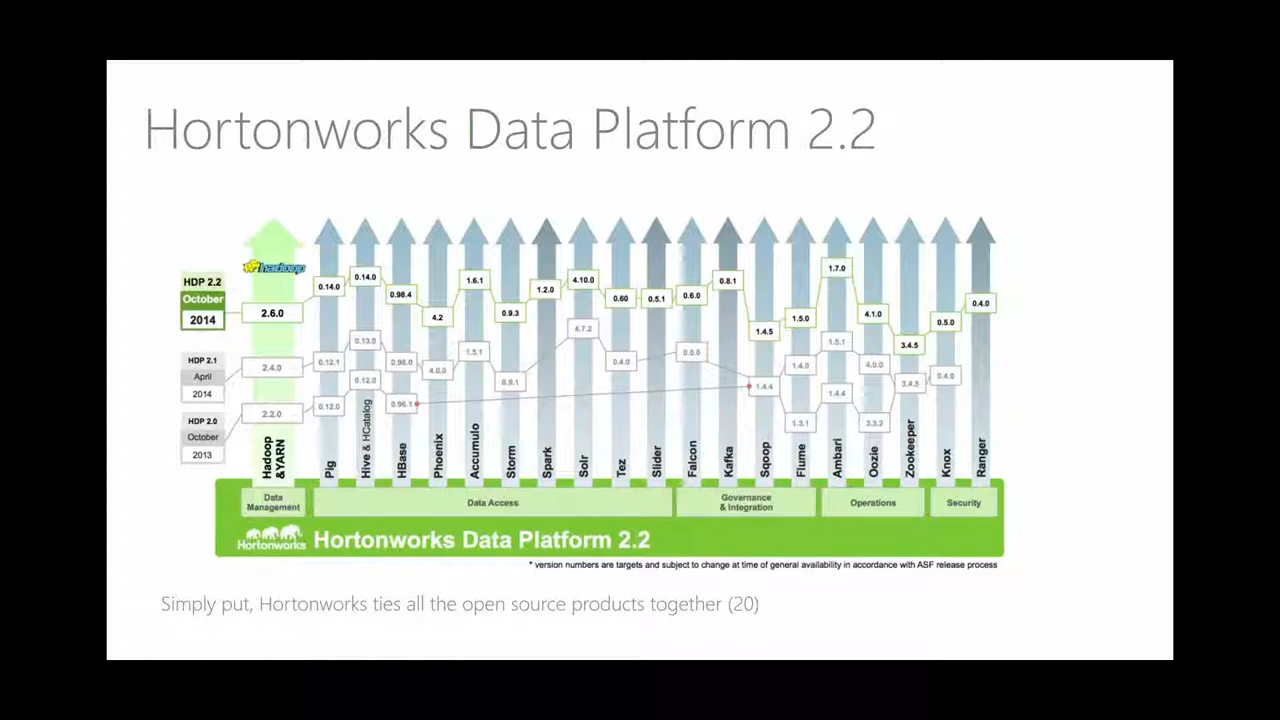 Hortonworks Data Platform 2.2
hadoop
HDP 2.2
October
2014
2.6.0
0.14.0
0.14.0
0.98.4
4.2
1.6.1
0.9.3
1.2.0
4.10.0
0.60
0.5.1
0.6.0
0.8.1
1.4.5
1.5.0
1.7.0
4.1.0
3.4.5
0.5.0
0.4.0
HDP 2.1
April
2014
2.4.0
0.12.1
0.13.0
0.98.0
4.0.0
1.5.1
0.9.1
4.7.2
0.4.0
0.5.0
1.4.4
1.4.0
1.5.1
4.0.0
3.4.5
0.4.0
HDP 2.0
October
2013
2.2.0
0.12.0
0.12.0
0.96.1
1.3.1
1.4.4
3.3.2
Hadoop
&YARN
Pig
Hive & HCatalog
HBase
Phoenix
Accumulo
Storm
Spark
Solr
Tez
Slider
Falcon
Kafka
Sqoop
Flume
Ambari
Oozie
Zookeeper
Knox
Ranger
Data
Management
Data Access
Governance
& Integration
Operations
Security
Hortonworks
Hortonworks Data Platform 2.2
* version numbers are targets and subject to change at time of general availability in accordance with ASF release process
Simply put, Hortonworks ties all the open source products together (20)